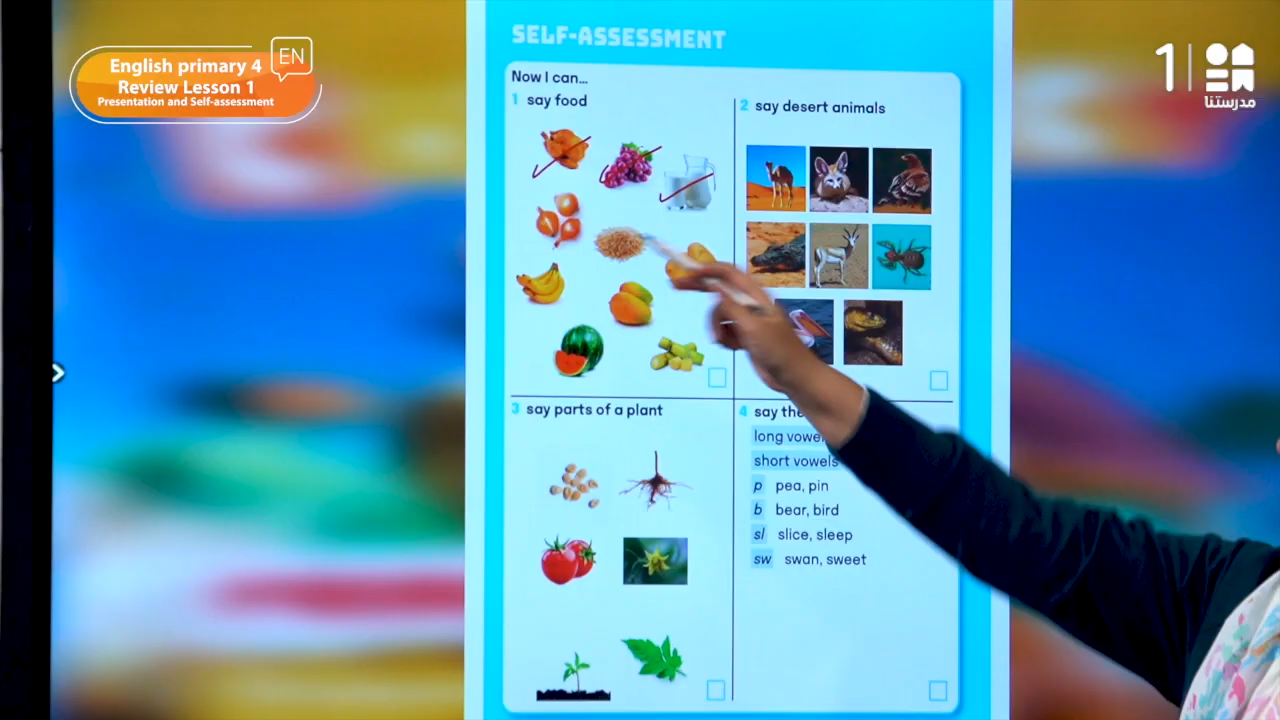 English primary 4
EN
Review Lesson 1
Presentation and Self-assessment
1
مدرستنا
SELF-ASSESSMENT
Now I can...
1 say food
2 say desert animals
3 say parts of a plant
4 say the
long vowel
short vowels
p pea, pin
b bear, bird
sl slice, sleep
sw swan, sweet